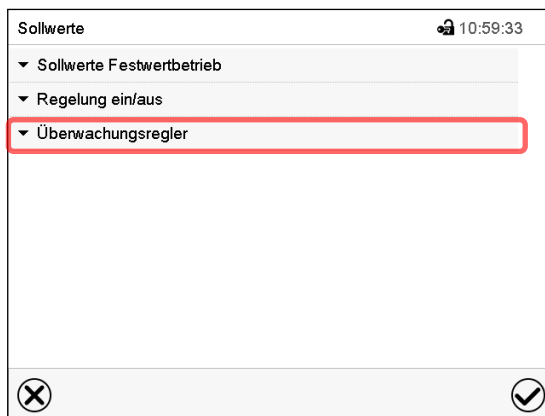 Sollwerte 10:59:33
Sollwerte Festwertbetrieb
Regelung ein/aus
Überwachungsregler